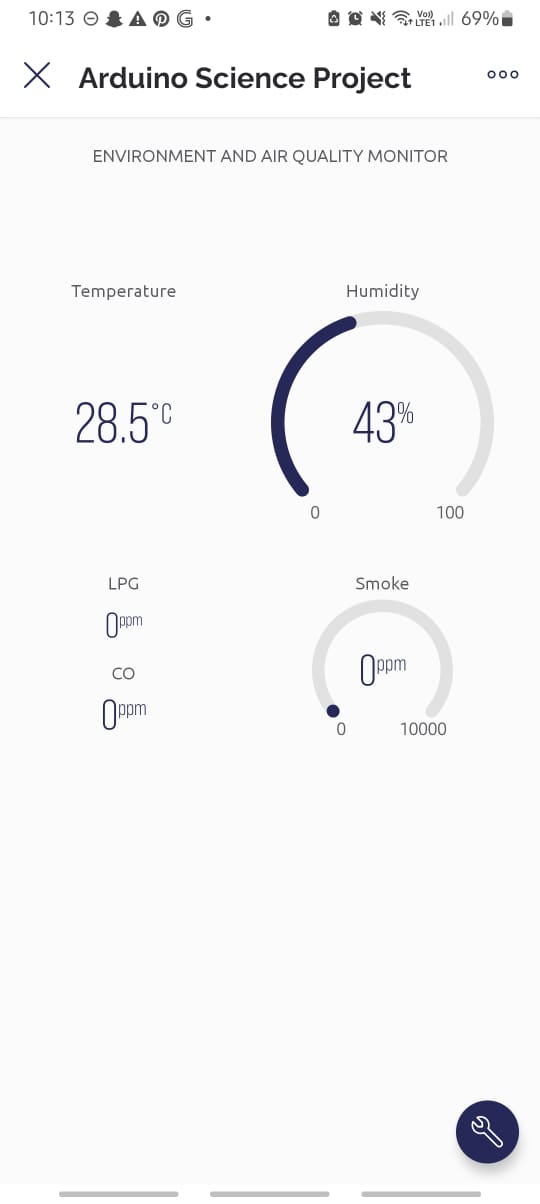 10:13 G 69%
Vo))
LTE1
Arduino Science Project
ENVIRONMENT AND AIR QUALITY MONITOR
Temperature Humidity
28.5°C 43%
0 100
LPG Smoke
0ppm
CO 0ppm
0ppm
0 10000